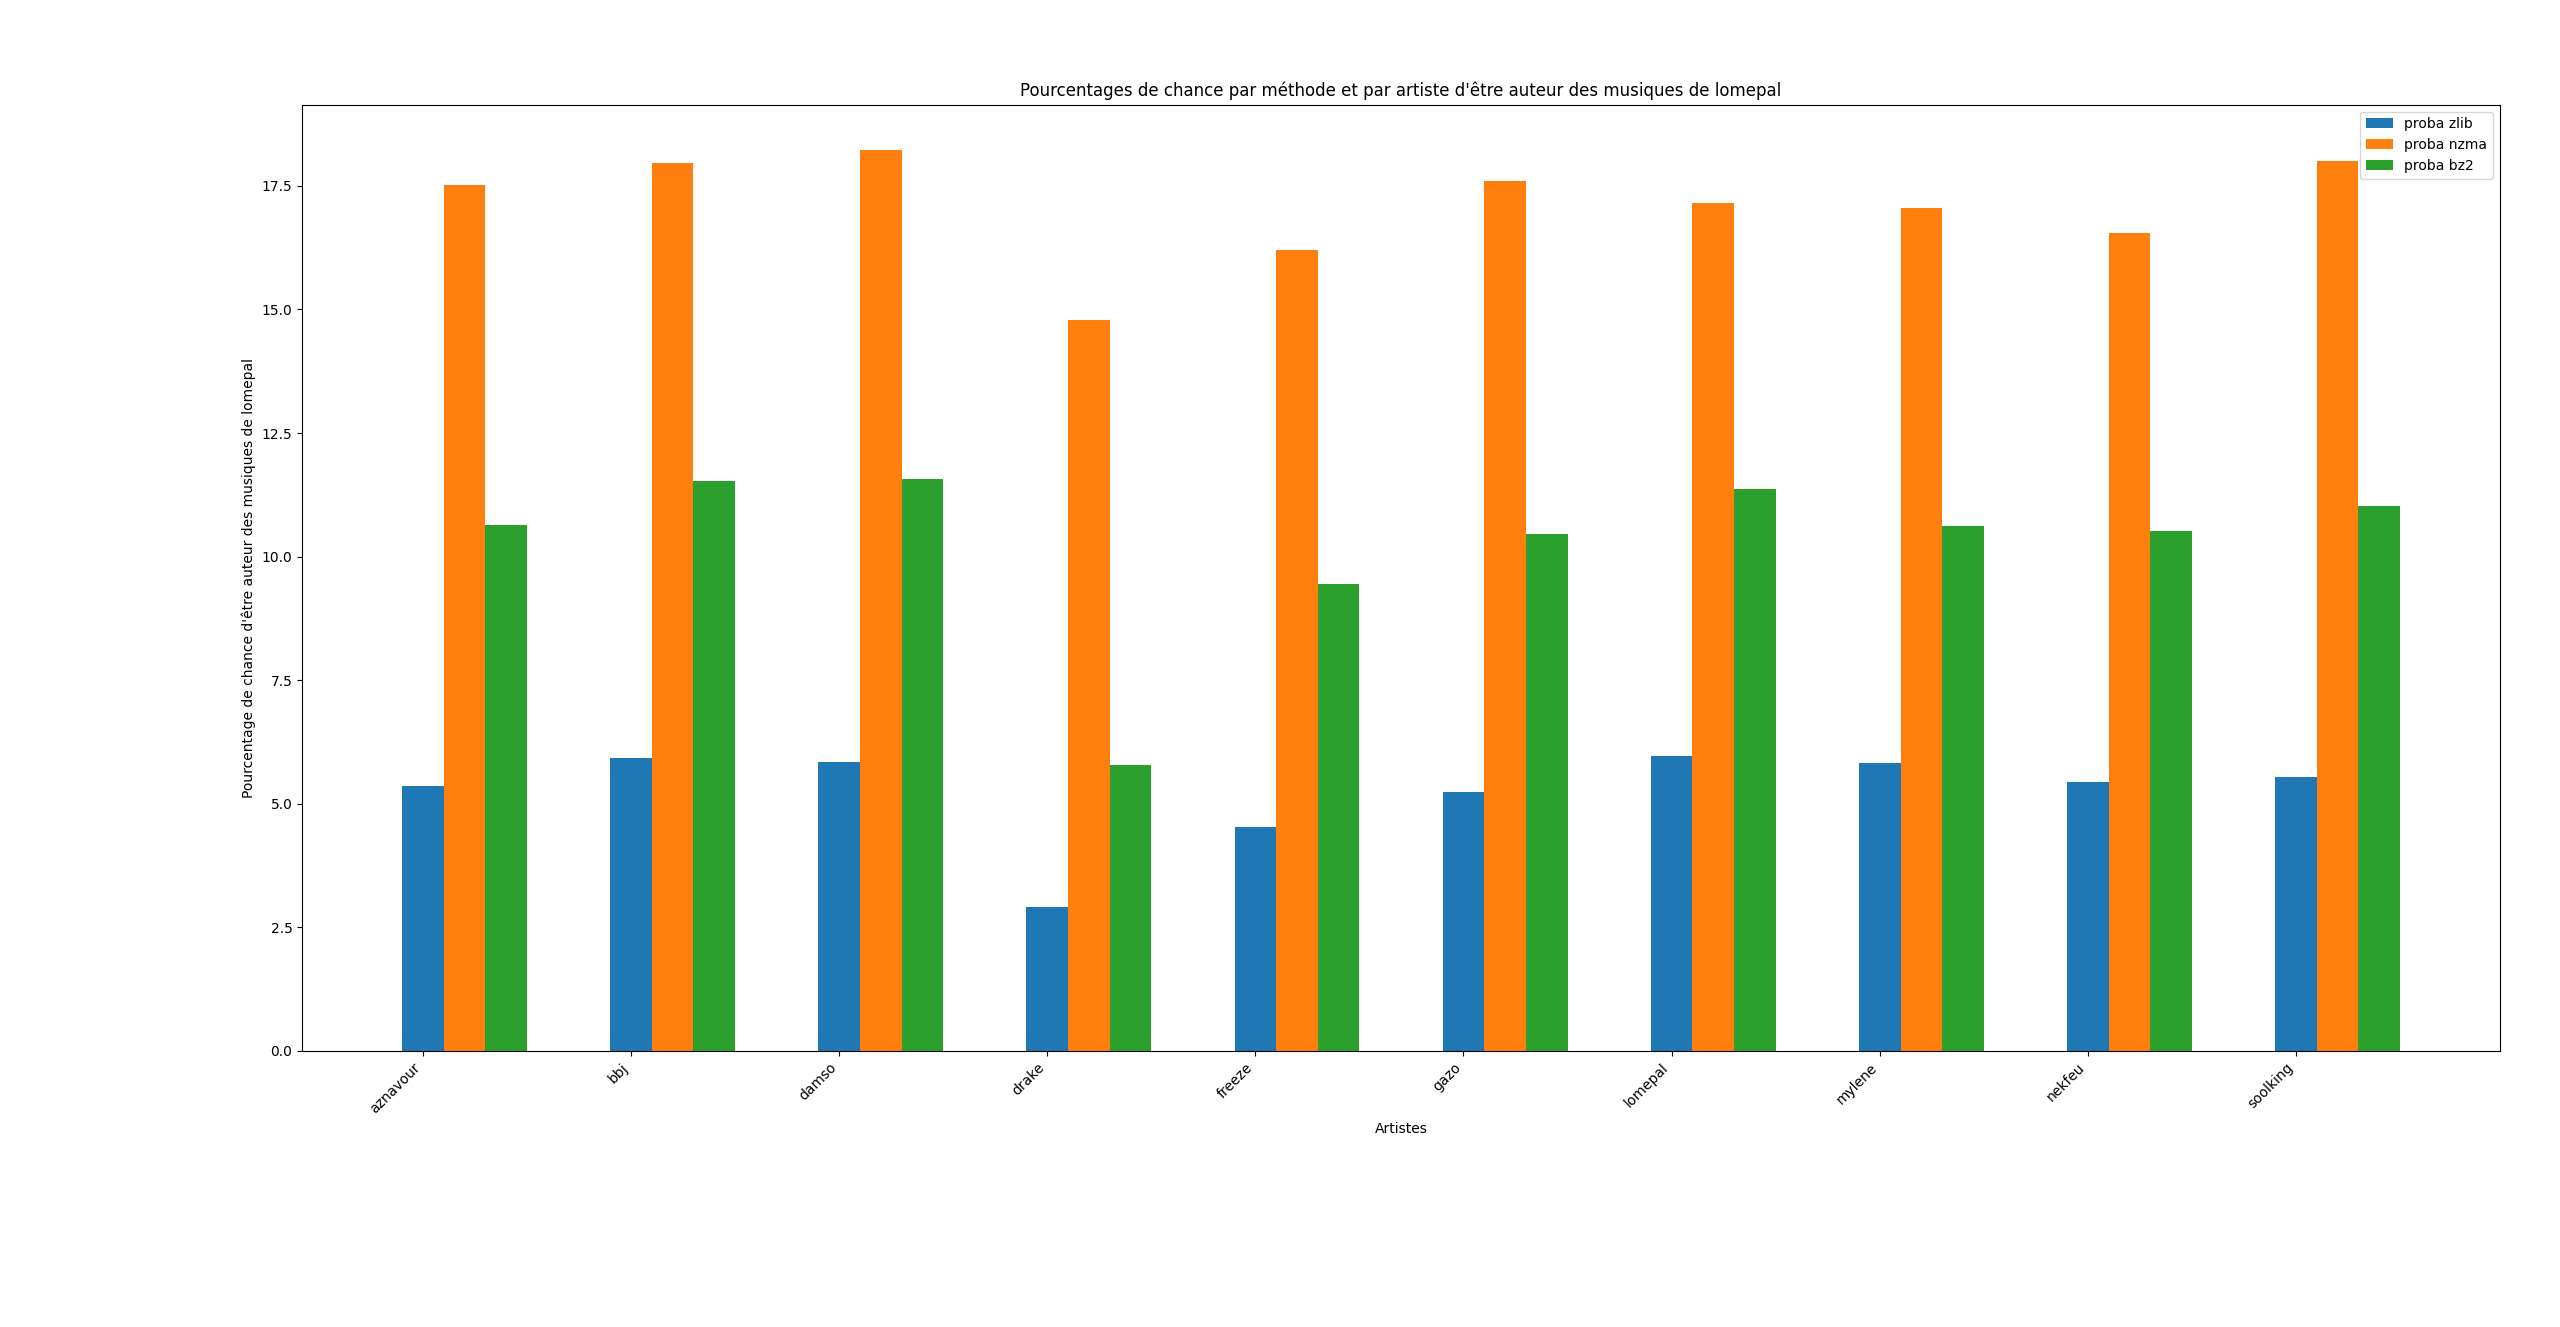 Pourcentages de chance par méthode et par artiste d'être auteur des musiques de lomepal
proba zlib
proba nzma
proba bz2
Pourcentage de chance d'être auteur des musiques de lomepal
17.5
15.0
12.5
10.0
7.5
5.0
2.5
0.0
aznavour
bbj
damso
drake
freeze
gazo
lomepal
mylene
nekfeu
soolking
Artistes